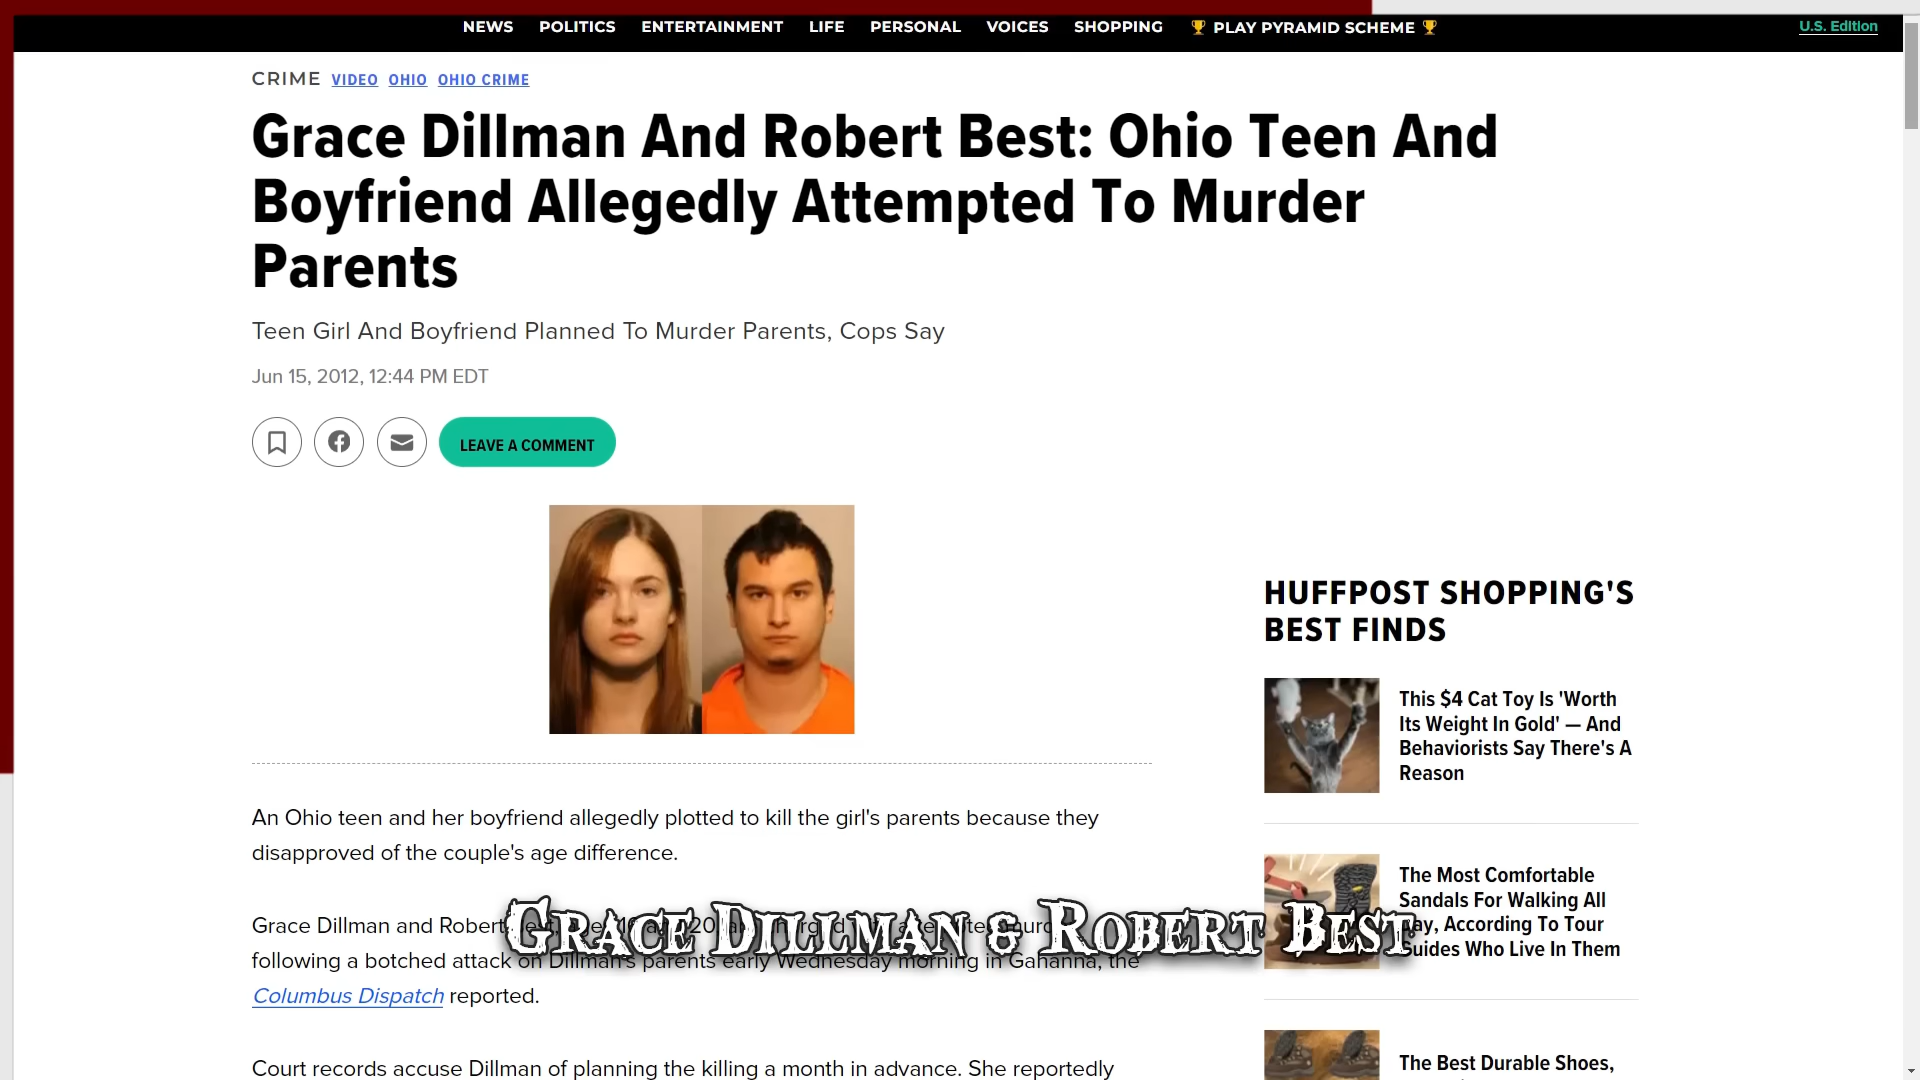 NEWS POLITICS ENTERTAINMENT LIFE PERSONAL VOICES SHOPPING 🏆 PLAY PYRAMID SCHEME 🏆 U.S. Edition
CRIME VIDEO OHIO OHIO CRIME
Grace Dillman And Robert Best: Ohio Teen And
Boyfriend Allegedly Attempted To Murder
Parents
Teen Girl And Boyfriend Planned To Murder Parents, Cops Say
Jun 15, 2012, 12:44 PM EDT
LEAVE A COMMENT
An Ohio teen and her boyfriend allegedly plotted to kill the girl's parents because they
disapproved of the couple's age difference.
Grace Dillman and Robert
following a botched attack on Dillman's parents early Wednesday morning in Gahanna, the
Columbus Dispatch reported.
Court records accuse Dillman of planning the killing a month in advance. She reportedly
GRACE DILLMAN & ROBERT BEST
HUFFPOST SHOPPING'S
BEST FINDS
This $4 Cat Toy Is 'Worth
Its Weight In Gold' — And
Behaviorists Say There's A
Reason
The Most Comfortable
Sandals For Walking All
Day, According To Tour
Guides Who Live In Them
The Best Durable Shoes,